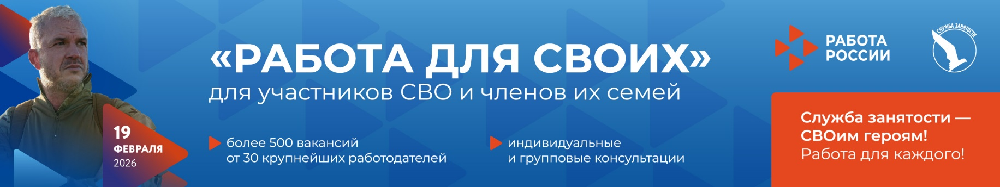 «РАБОТА ДЛЯ СВОИХ»
для участников СВО и членов их семей
19
ФЕВРАЛЯ
2026
более 500 вакансий
от 30 крупнейших работодателей
индивидуальные
и групповые консультации
РАБОТА
РОССИИ
СЛУЖБА ЗАНЯТОСТИ
Служба занятости —
СВОим героям!
Работа для каждого!